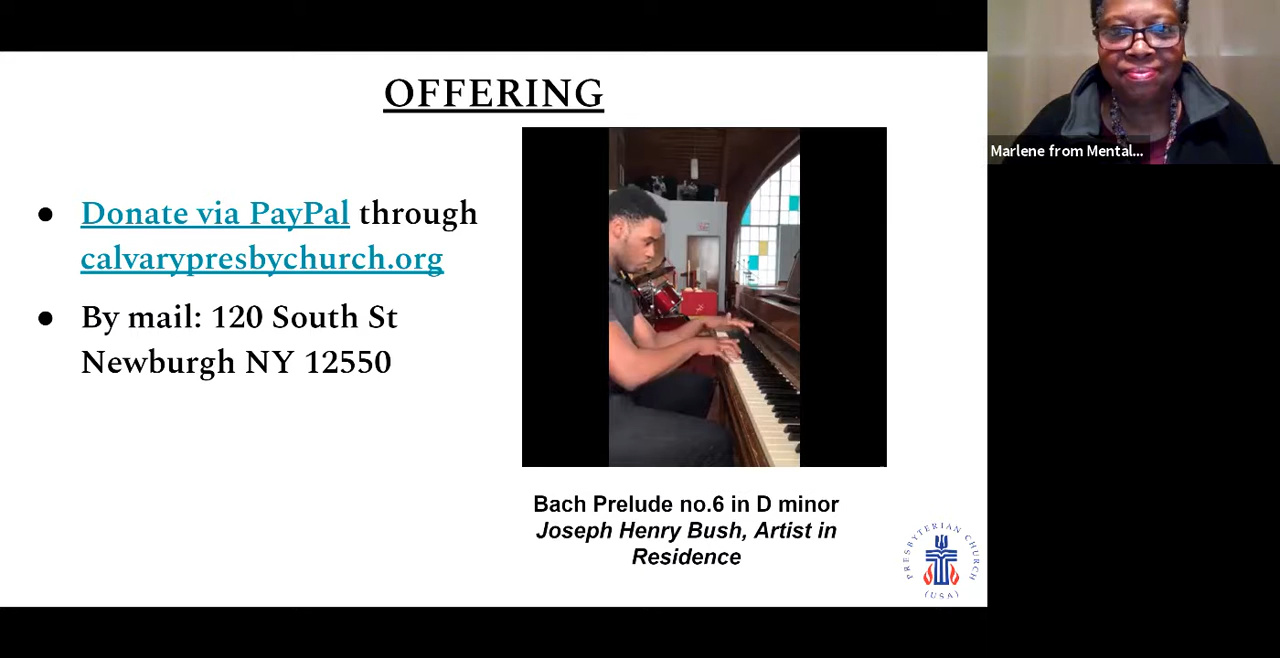 OFFERING
Donate via PayPal through
calvarypresbychurch.org
By mail: 120 South St
Newburgh NY 12550
Bach Prelude no.6 in D minor
Joseph Henry Bush, Artist in
Residence
PRESBYTERIAN CHURCH
(USA)
Marlene from Mental...